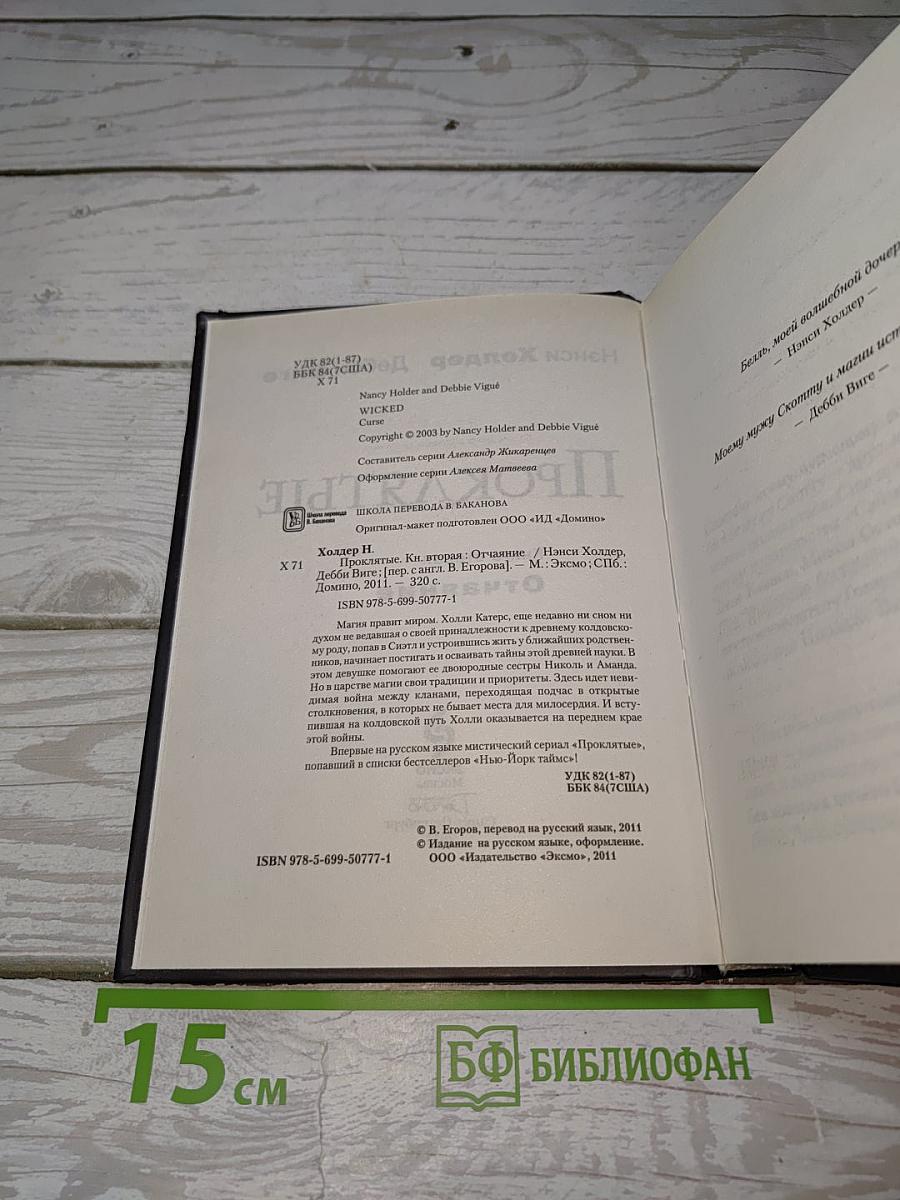 УДК 82(1-87)
ББК 84(7США)
Х 71
Nancy Holder and Debbie Vigué
WICKED
Curse
Copyright © 2003 by Nancy Holder and Debbie Vigué
Составитель серии Александр Жикаренцев
Оформление серии Алексея Матвеева
Школа перевода
В. Баканова
ШКОЛА ПЕРЕВОДА В. БАКАНОВА
Оригинал-макет подготовлен ООО «ИД «Домино»
Холдер Н.
Х 71 Проклятые. Кн. вторая : Отчаяние / Нэнси Холдер,
Дебби Виге ; [пер. с англ. В. Егорова]. — М. : Эксмо ; СПб. :
Домино, 2011. — 320 с.
ISBN 978-5-699-50777-1
Магия правит миром. Холли Катерс, еще недавно ни сном ни
духом не ведавшая о своей принадлежности к древнему колдовско-
му роду, попав в Сиэтл и устроившись жить у ближайших родствен-
ников, начинает постигать и осваивать тайны этой древней науки. В
этом девушке помогают ее двоюродные сестры Николь и Аманда.
Но в царстве магии свои традиции и приоритеты. Здесь идет неви-
димая война между кланами, переходящая подчас в открытые
столкновения, в которых не бывает места для милосердия. И всту-
пившая на колдовской путь Холли оказывается на переднем крае
этой войны.
Впервые на русском языке мистический сериал «Проклятые»,
попавший в списки бестселлеров «Нью-Йорк таймс»!
УДК 82(1-87)
ББК 84(7США)
© В. Егоров, перевод на русский язык, 2011
© Издание на русском языке, оформление.
ISBN 978-5-699-50777-1 ООО «Издательство «Эксмо», 2011
Белль, моей волшебной дочер
— Нэнси Холдер —
Моему мужу Скотту и магии ист
— Дебби Виге —
15 см
БФ БИБЛИОФАН